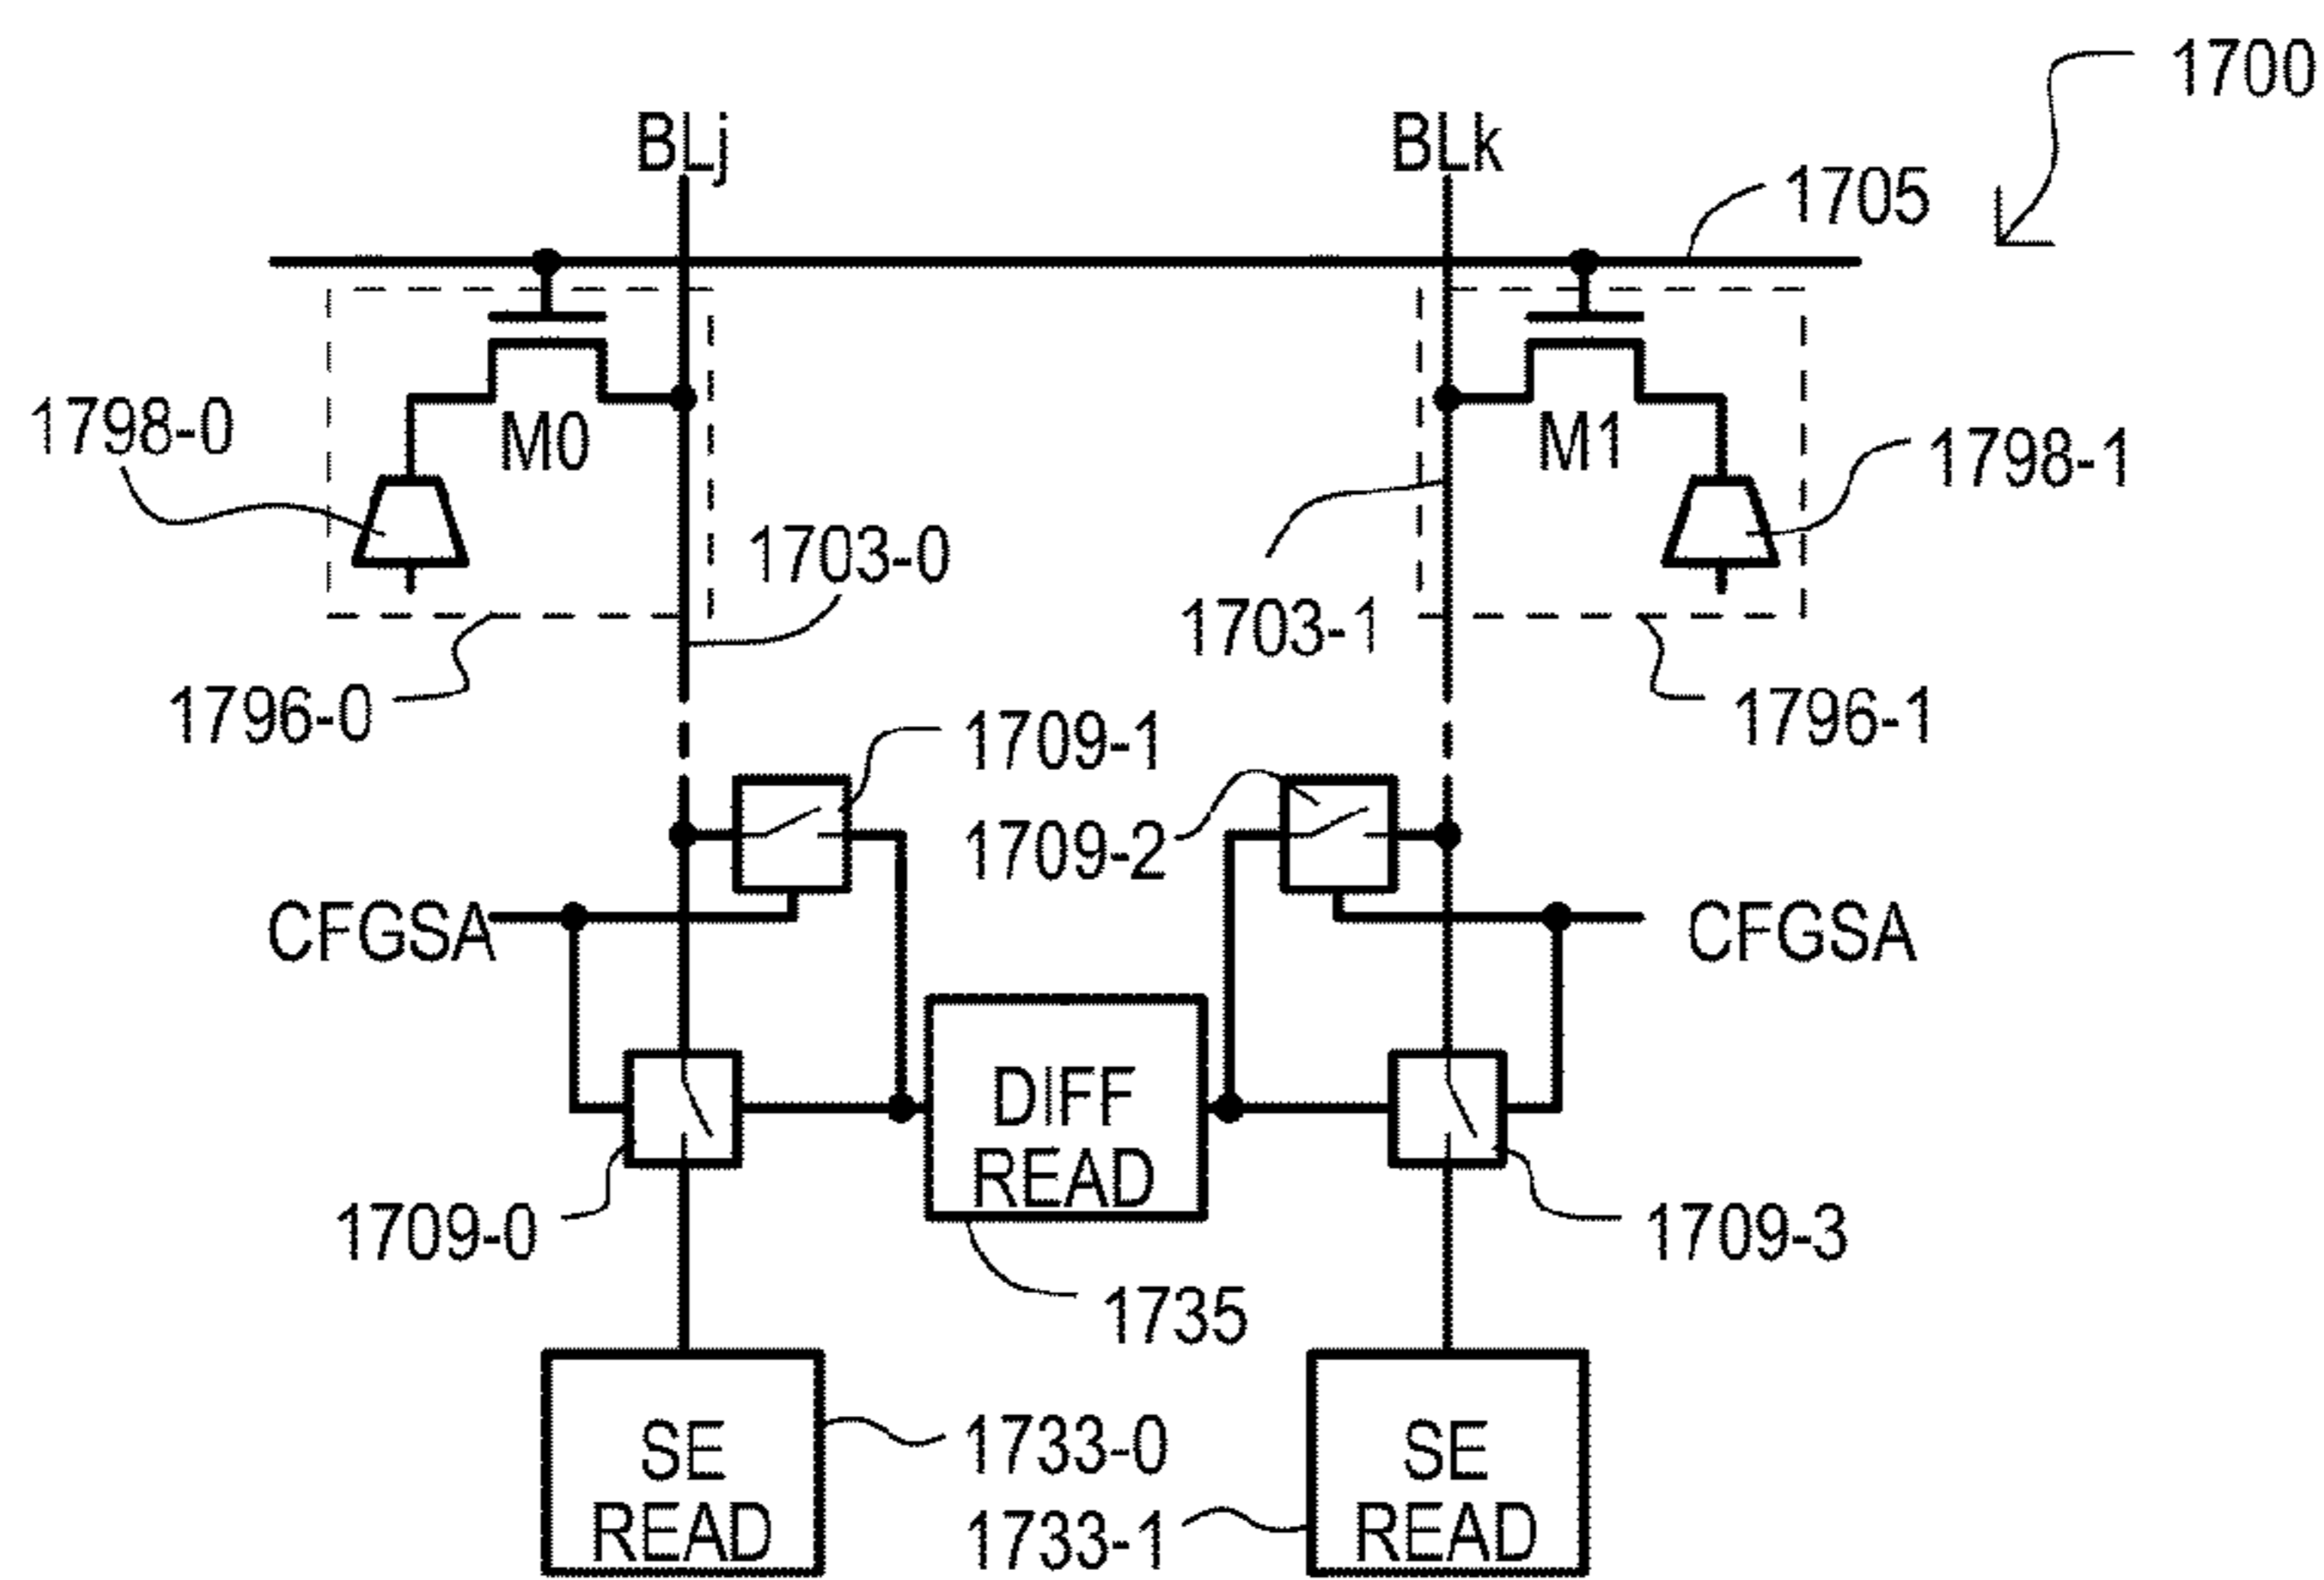 1700
BLj
BLk
1705
1798-0
M0
M1
1798-1
1703-0
1703-1
1796-0
1796-1
1709-1
1709-2
CFGSA
CFGSA
DIFF
READ
1709-0
1709-3
1735
SE
READ
1733-0
1733-1
SE
READ